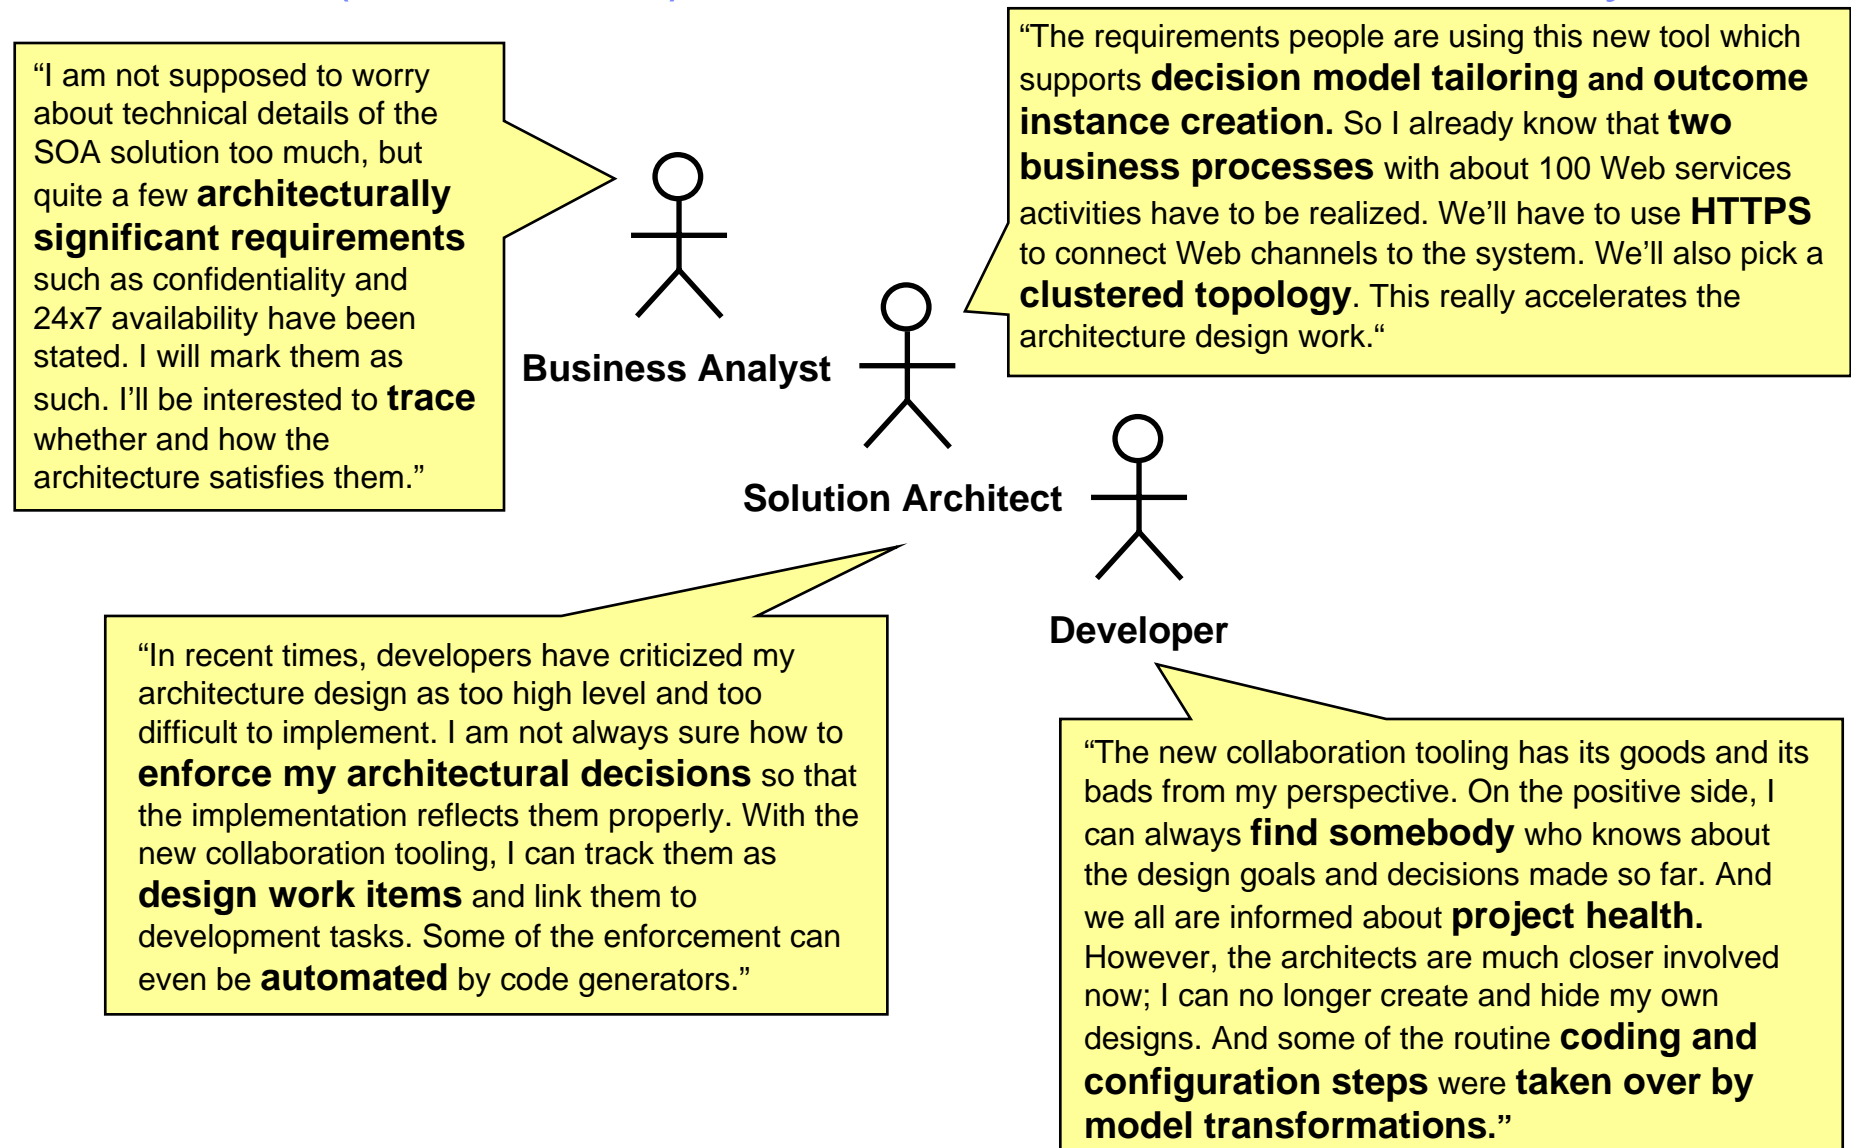 “I am not supposed to worry
about technical details of the
SOA solution too much, but
quite a few architecturally
significant requirements
such as confidentiality and
24x7 availability have been
stated. I will mark them as
such. I’ll be interested to trace
whether and how the
architecture satisfies them.”
“The requirements people are using this new tool which
supports decision model tailoring and outcome
instance creation. So I already know that two
business processes with about 100 Web services
activities have to be realized. We’ll have to use HTTPS
to connect Web channels to the system. We’ll also pick a
clustered topology. This really accelerates the
architecture design work.“
Business Analyst
Solution Architect
Developer
“In recent times, developers have criticized my
architecture design as too high level and too
difficult to implement. I am not always sure how to
enforce my architectural decisions so that
the implementation reflects them properly. With the
new collaboration tooling, I can track them as
design work items and link them to
development tasks. Some of the enforcement can
even be automated by code generators.”
“The new collaboration tooling has its goods and its
bads from my perspective. On the positive side, I
can always find somebody who knows about
the design goals and decisions made so far. And
we all are informed about project health.
However, the architects are much closer involved
now; I can no longer create and hide my own
designs. And some of the routine coding and
configuration steps were taken over by
model transformations.”